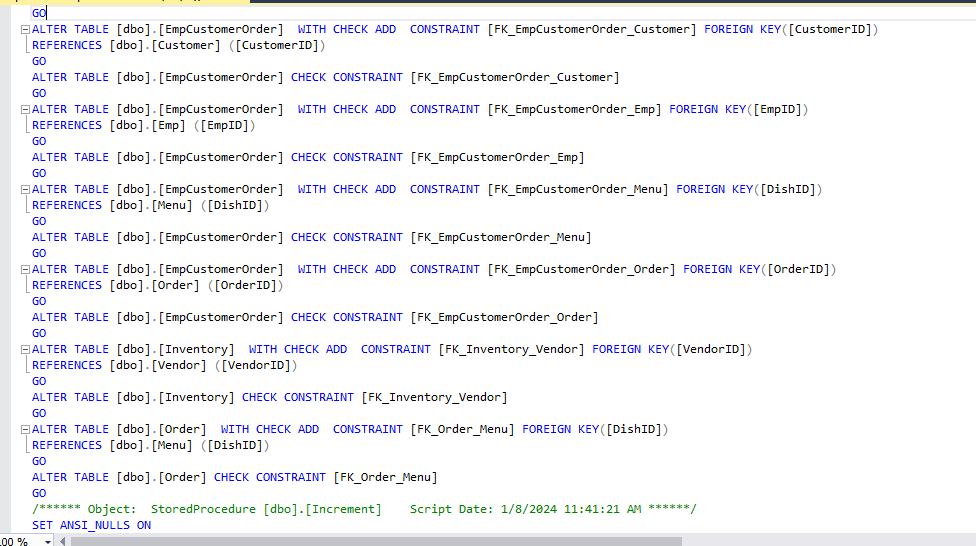 GO
ALTER TABLE [dbo].[EmpCustomerOrder]  WITH CHECK ADD  CONSTRAINT [FK_EmpCustomerOrder_Customer] FOREIGN KEY([CustomerID])
REFERENCES [dbo].[Customer] ([CustomerID])
GO
ALTER TABLE [dbo].[EmpCustomerOrder] CHECK CONSTRAINT [FK_EmpCustomerOrder_Customer]
GO
ALTER TABLE [dbo].[EmpCustomerOrder]  WITH CHECK ADD  CONSTRAINT [FK_EmpCustomerOrder_Emp] FOREIGN KEY([EmpID])
REFERENCES [dbo].[Emp] ([EmpID])
GO
ALTER TABLE [dbo].[EmpCustomerOrder] CHECK CONSTRAINT [FK_EmpCustomerOrder_Emp]
GO
ALTER TABLE [dbo].[EmpCustomerOrder]  WITH CHECK ADD  CONSTRAINT [FK_EmpCustomerOrder_Menu] FOREIGN KEY([DishID])
REFERENCES [dbo].[Menu] ([DishID])
GO
ALTER TABLE [dbo].[EmpCustomerOrder] CHECK CONSTRAINT [FK_EmpCustomerOrder_Menu]
GO
ALTER TABLE [dbo].[EmpCustomerOrder]  WITH CHECK ADD  CONSTRAINT [FK_EmpCustomerOrder_Order] FOREIGN KEY([OrderID])
REFERENCES [dbo].[Order] ([OrderID])
GO
ALTER TABLE [dbo].[EmpCustomerOrder] CHECK CONSTRAINT [FK_EmpCustomerOrder_Order]
GO
ALTER TABLE [dbo].[Inventory]  WITH CHECK ADD  CONSTRAINT [FK_Inventory_Vendor] FOREIGN KEY([VendorID])
REFERENCES [dbo].[Vendor] ([VendorID])
GO
ALTER TABLE [dbo].[Inventory] CHECK CONSTRAINT [FK_Inventory_Vendor]
GO
ALTER TABLE [dbo].[Order]  WITH CHECK ADD  CONSTRAINT [FK_Order_Menu] FOREIGN KEY([DishID])
REFERENCES [dbo].[Menu] ([DishID])
GO
ALTER TABLE [dbo].[Order] CHECK CONSTRAINT [FK_Order_Menu]
GO
/****** Object:  StoredProcedure [dbo].[Increment]    Script Date: 1/8/2024 11:41:21 AM ******/
SET ANSI_NULLS ON
00 %